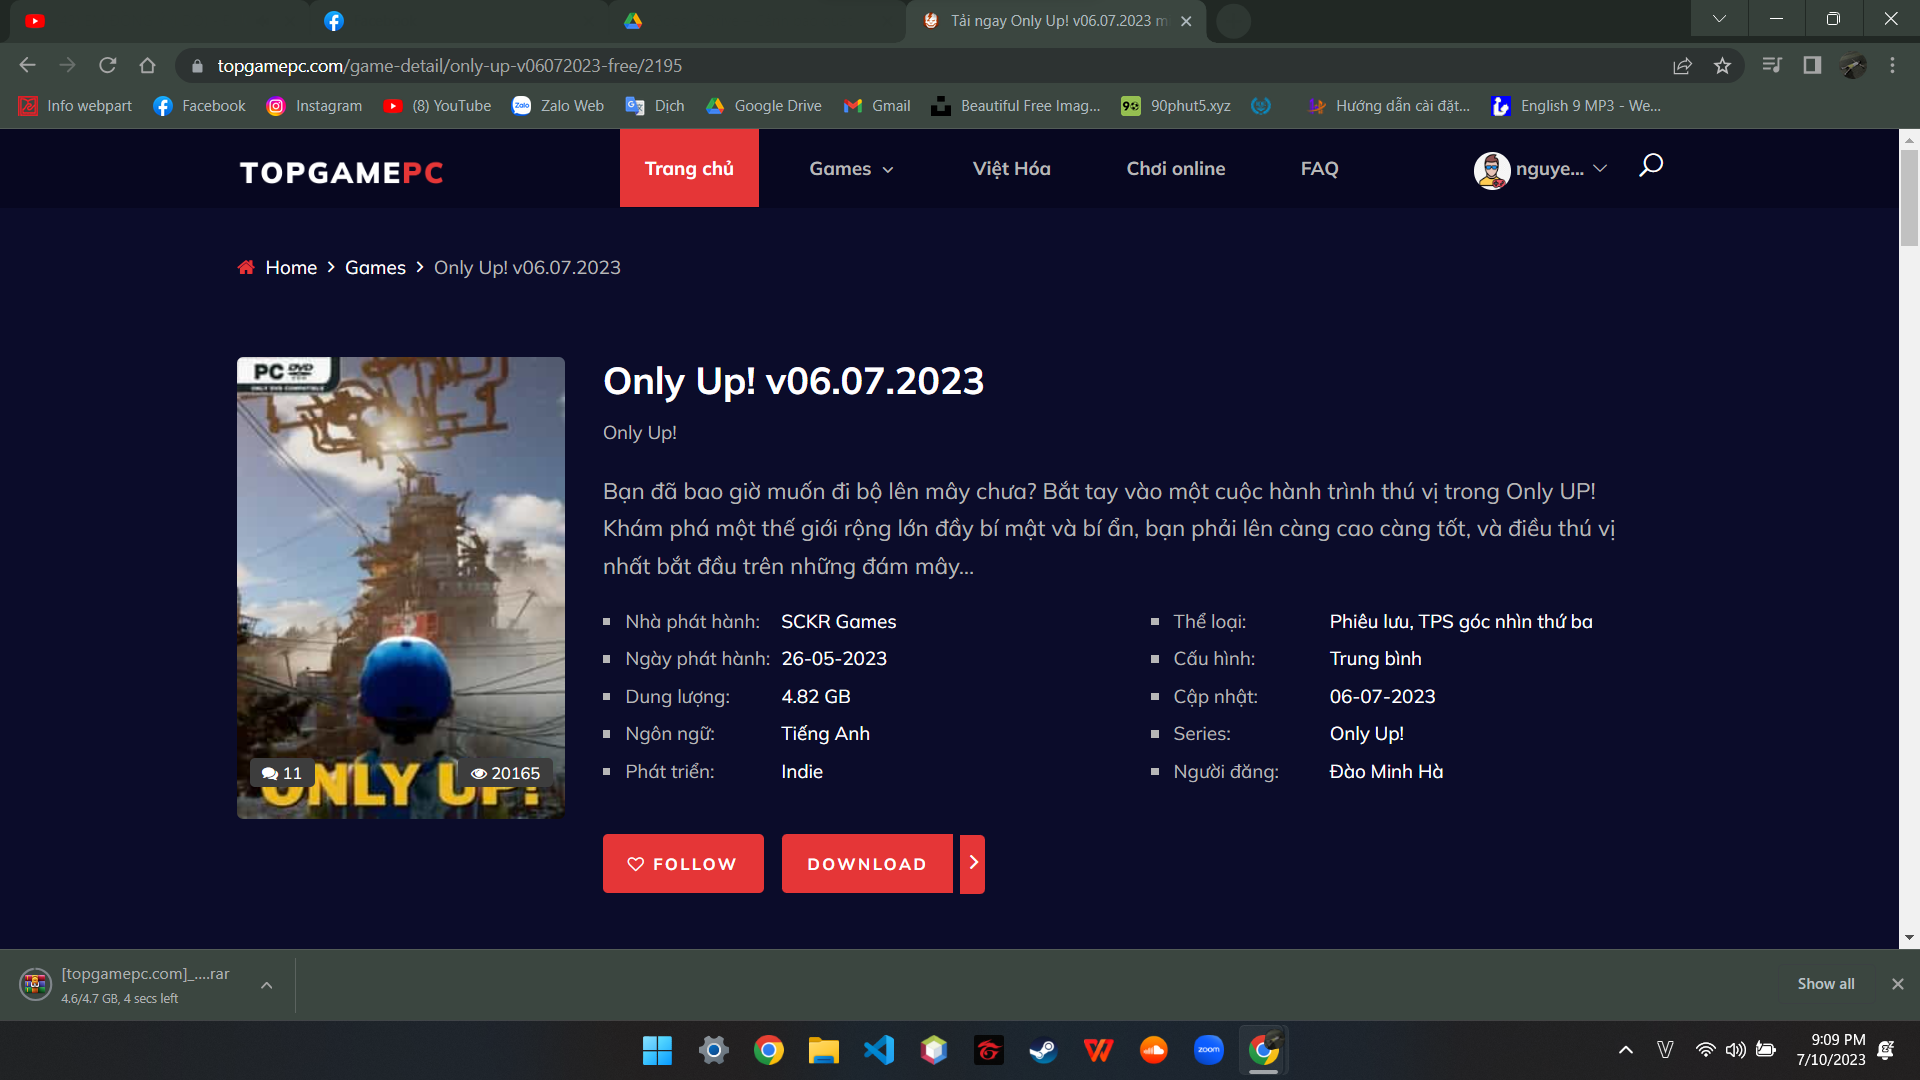 Tải ngay Only Up! v06.07.2023 m
topgamepc.com/game-detail/only-up-v06072023-free/2195
Info webpart
Facebook
Instagram
(8) YouTube
Zalo Web
Dịch
Google Drive
Gmail
Beautiful Free Imag...
90phut5.xyz
Hướng dẫn cài đặt...
English 9 MP3 - We...
TOPGAMEPC
Trang chủ
Games
Việt Hóa
Chơi online
FAQ
nguye...
Home
Games
Only Up! v06.07.2023
PC DVD
ONLY DVD COMPATIBLE
11
20165
ONLY UP!
Only Up! v06.07.2023
Only Up!
Bạn đã bao giờ muốn đi bộ lên mây chưa? Bắt tay vào một cuộc hành trình thú vị trong Only UP!
Khám phá một thế giới rộng lớn đầy bí mật và bí ẩn, bạn phải lên càng cao càng tốt, và điều thú vị
nhất bắt đầu trên những đám mây...
Nhà phát hành: SCKR Games
Ngày phát hành: 26-05-2023
Dung lượng: 4.82 GB
Ngôn ngữ: Tiếng Anh
Phát triển: Indie
Thể loại: Phiêu lưu, TPS góc nhìn thứ ba
Cấu hình: Trung bình
Cập nhật: 06-07-2023
Series: Only Up!
Người đăng: Đào Minh Hà
FOLLOW
DOWNLOAD
[topgamepc.com]_....rar
4.6/4.7 GB, 4 secs left
Show all
zoom
V
9:09 PM
7/10/2023